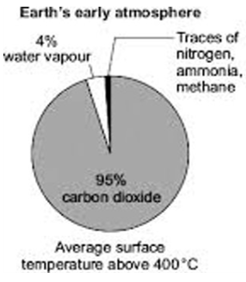 Earth's early atmosphere
4%
water vapour
Traces of
nitrogen,
ammonia,
methane
95%
carbon dioxide
Average surface
temperature above 400°C